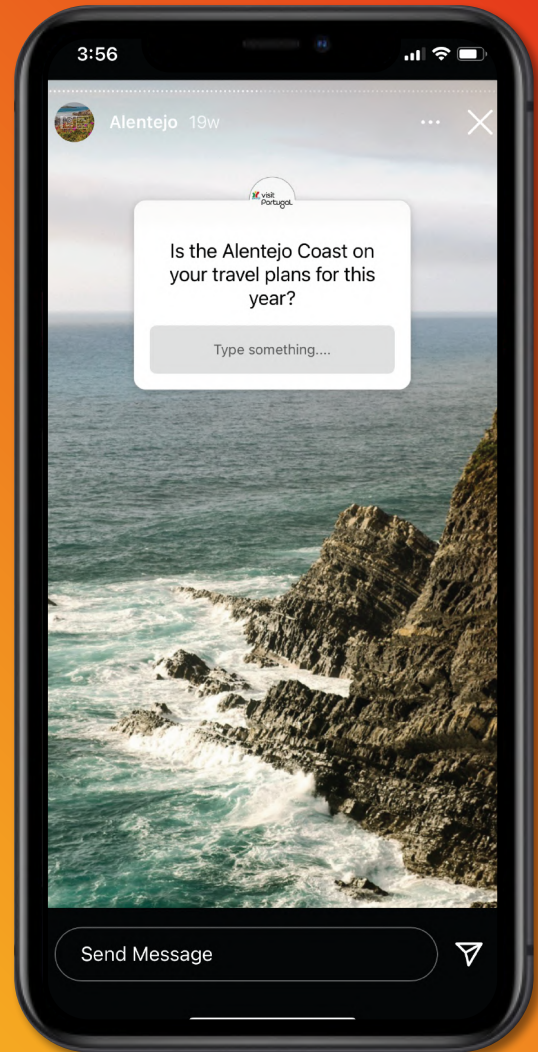 3:56
Alentejo 19w
visit
Portugal
Is the Alentejo Coast on
your travel plans for this
year?
Type something....
Send Message